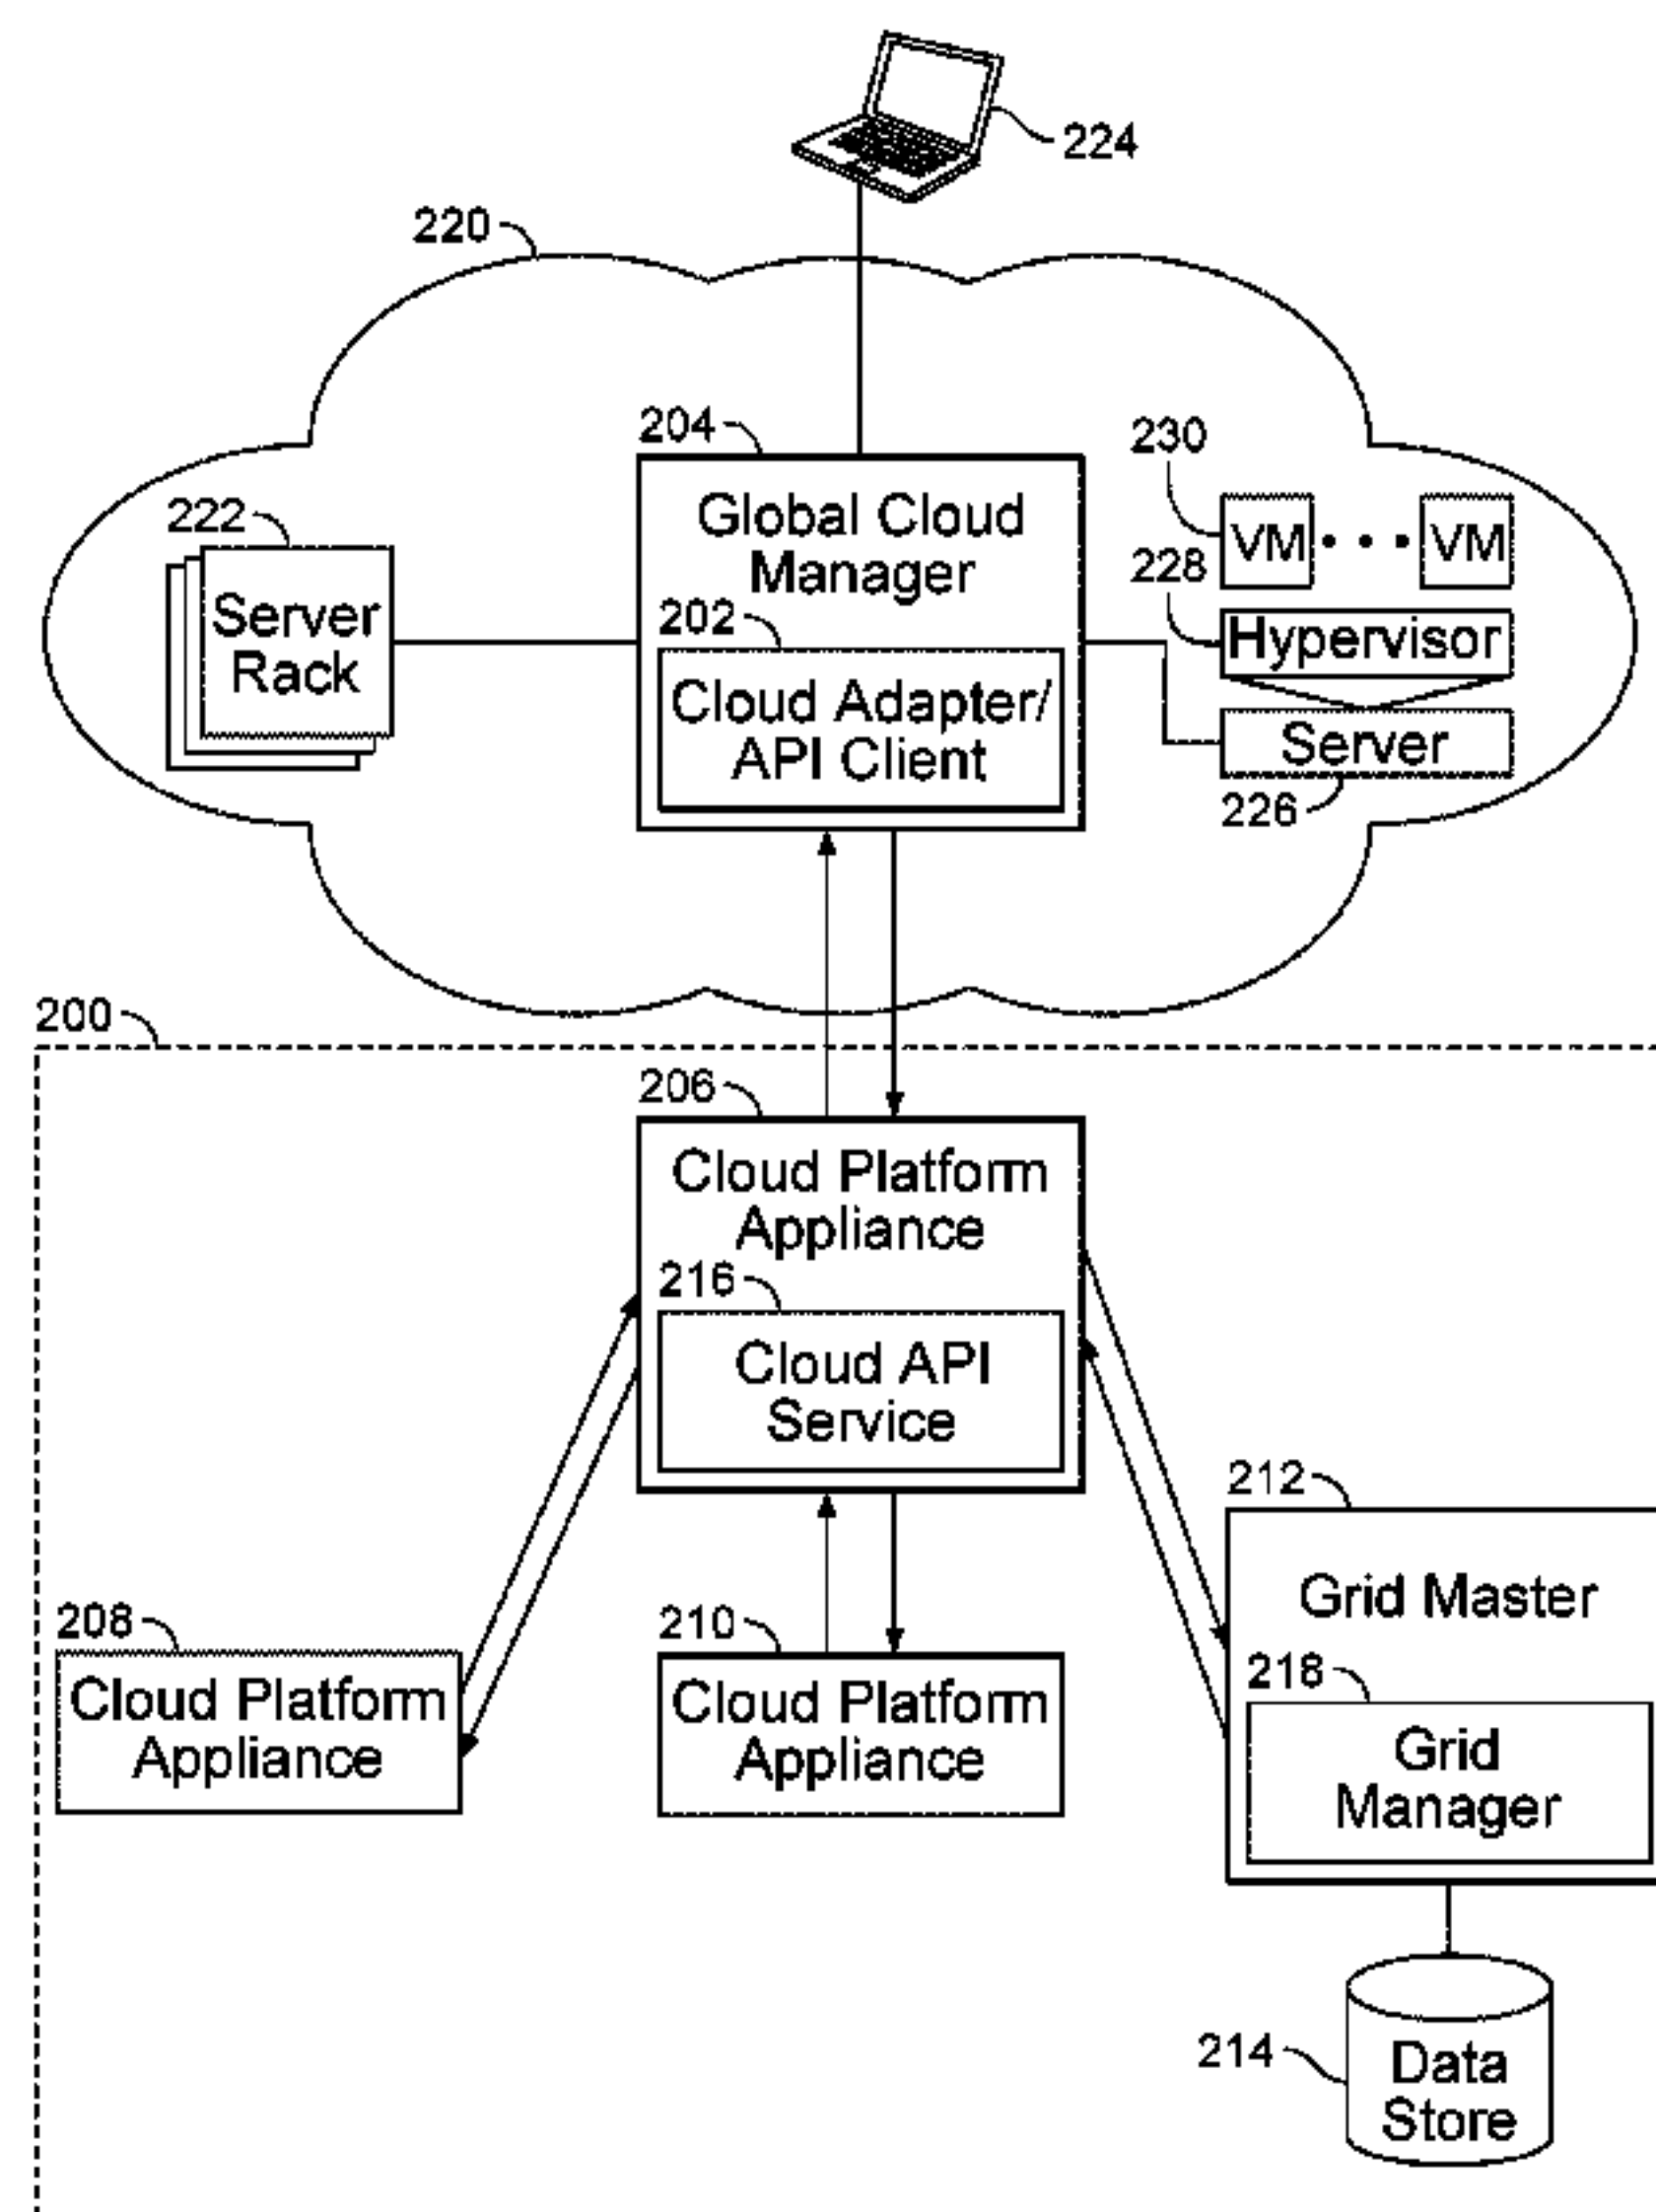 224
220
204
230
222
Global Cloud
Manager
VM • • • VM
228
202
Server
Rack
Hypervisor
Cloud Adapter/
API Client
Server
226
200
206
Cloud Platform
Appliance
216
Cloud API
Service
212
Grid Master
208
210
218
Cloud Platform
Appliance
Cloud Platform
Appliance
Grid
Manager
214
Data
Store